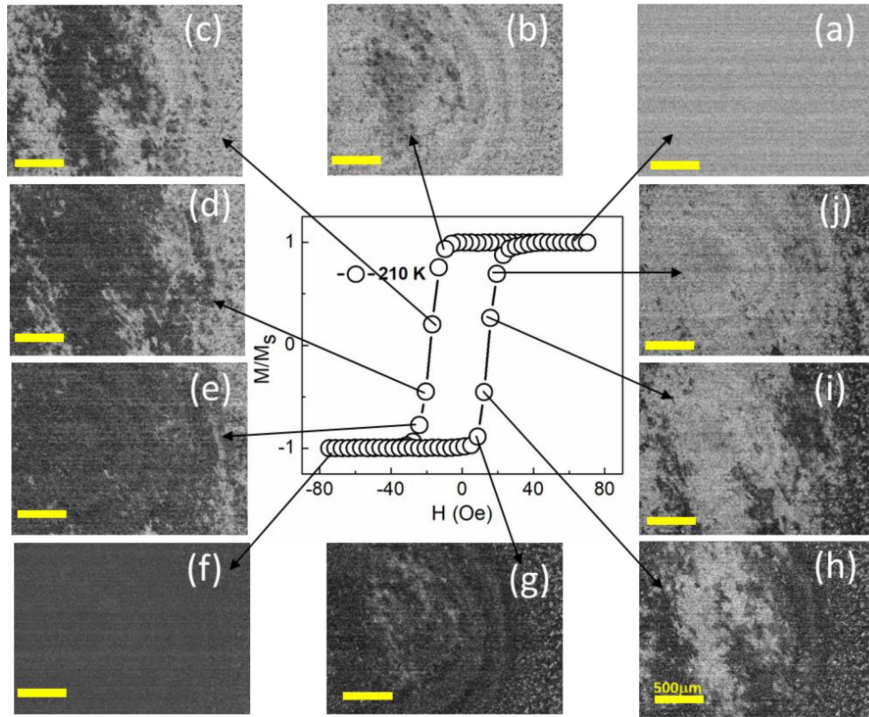 (c)
(b)
(a)
(d)
(j)
(e)
(i)
(f)
(g)
(h)
500μm
210 K
M/Ms
1
0
-1
-80
-40
0
40
80
H (Oe)